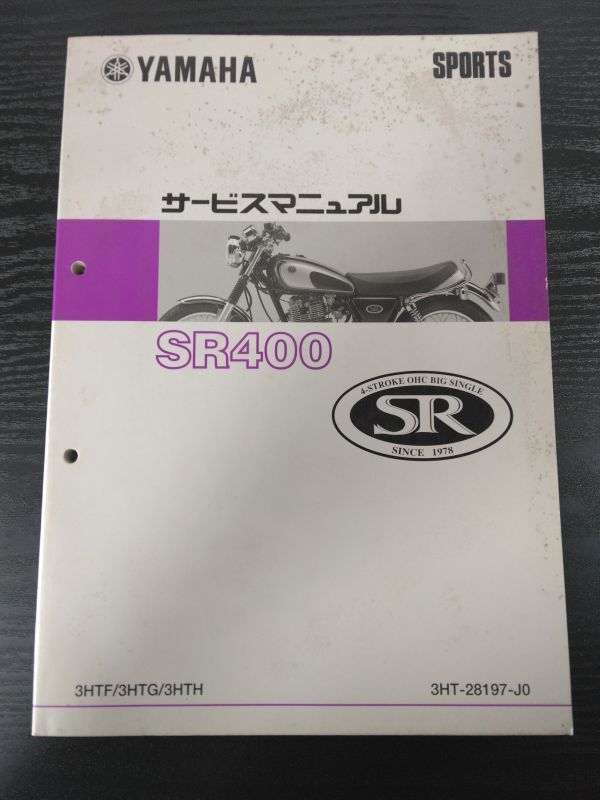 YAMAHA
SPORTS
サービスマニュアル
SR400
4-STROKE OHC BIG SINGLE
SR
SINCE 1978
3HTF/3HTG/3HTH
3HT-28197-J0